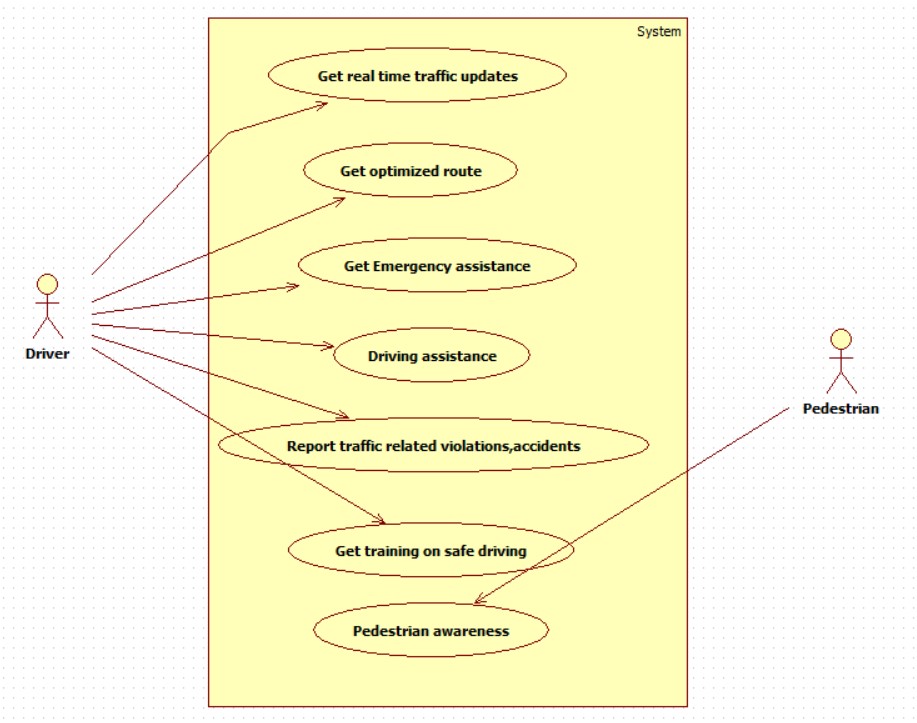 System
Get real time traffic updates
Get optimized route
Get Emergency assistance
Driver
Driving assistance
Pedestrian
Report traffic related violations,accidents
Get training on safe driving
Pedestrian awareness